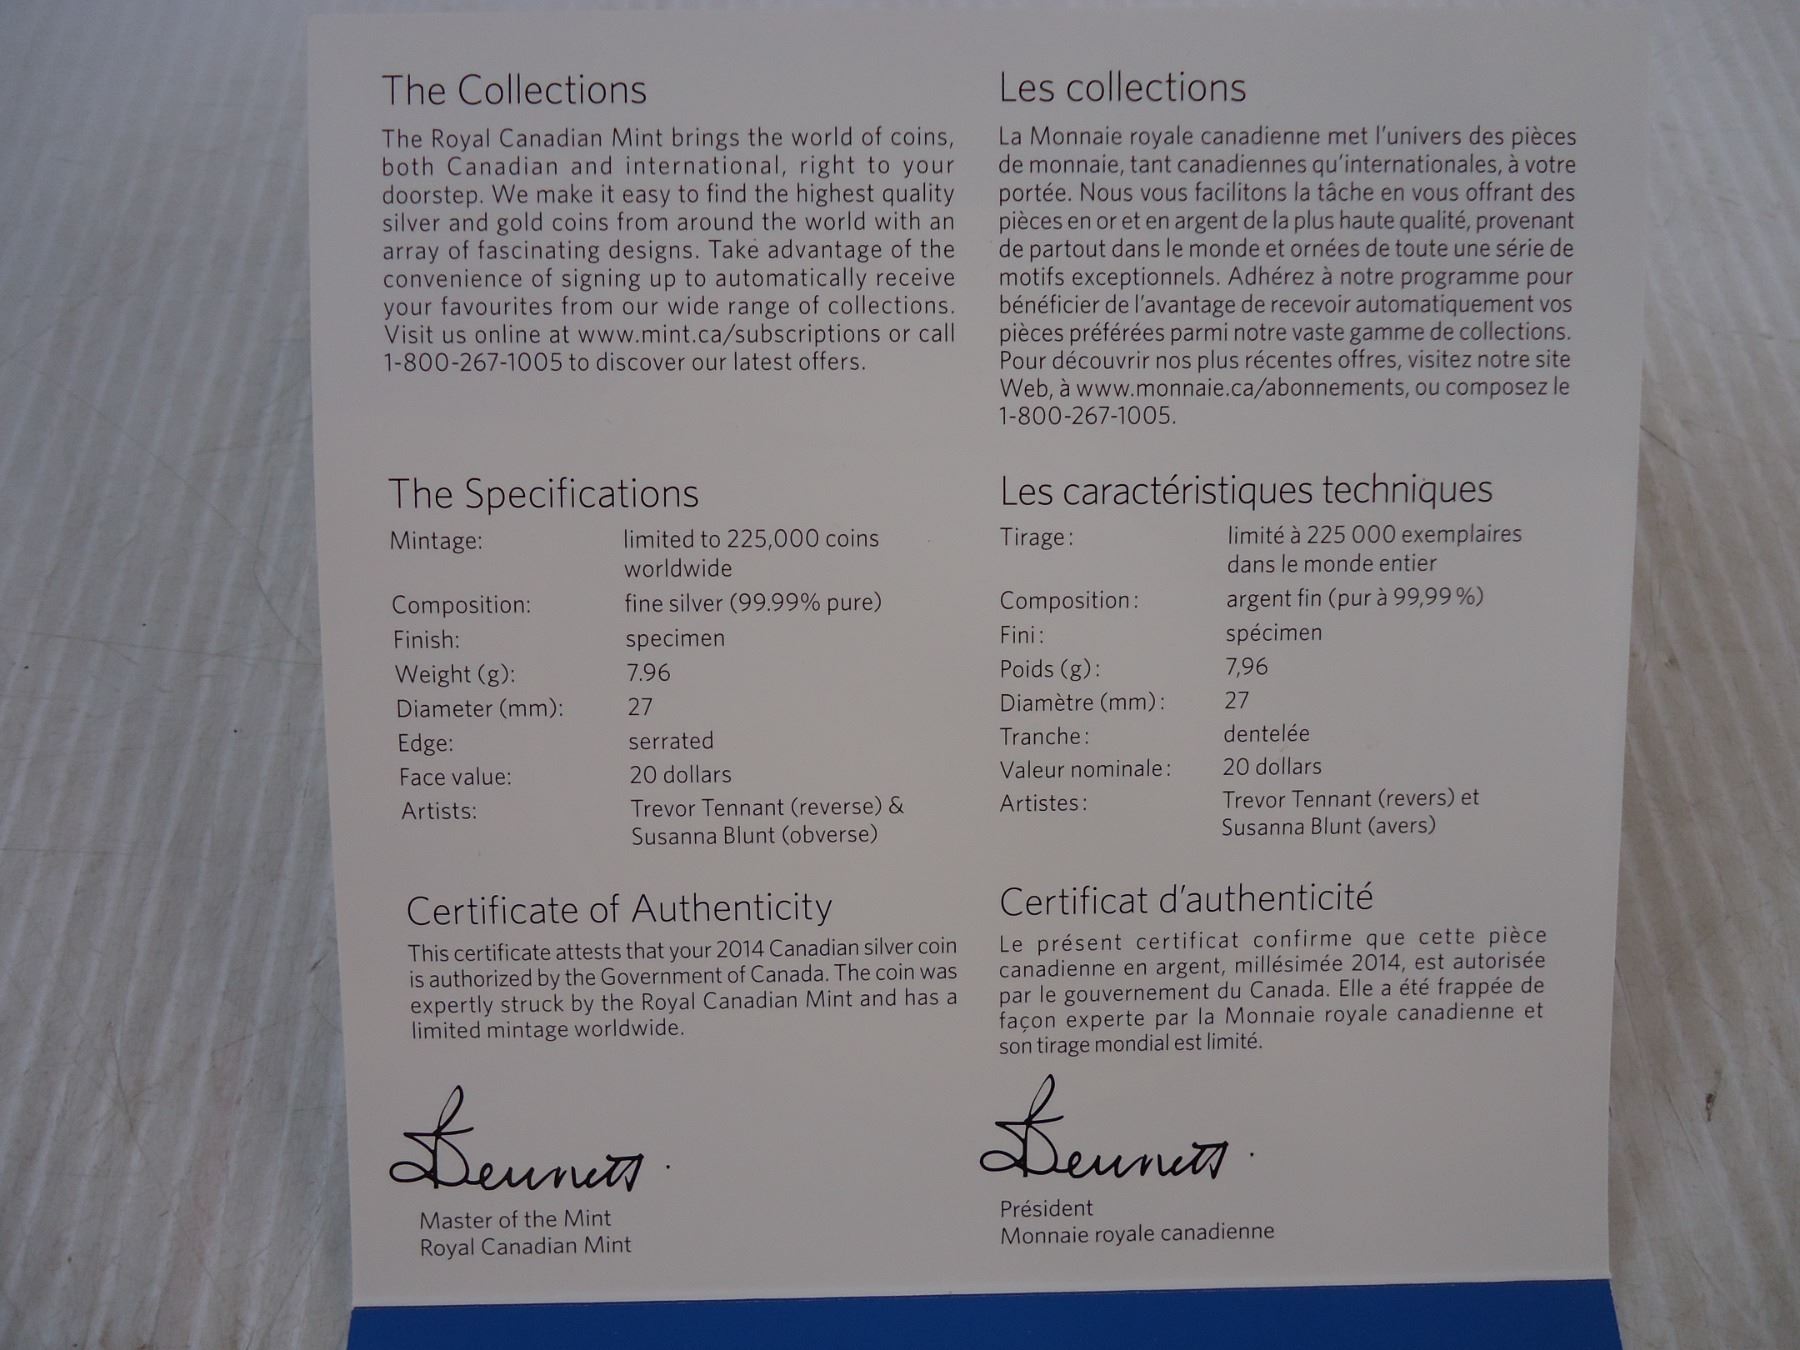 The Collections
The Royal Canadian Mint brings the world of coins,
both Canadian and international, right to your
doorstep. We make it easy to find the highest quality
silver and gold coins from around the world with an
array of fascinating designs. Take advantage of the
convenience of signing up to automatically receive
your favourites from our wide range of collections.
Visit us online at www.mint.ca/subscriptions or call
1-800-267-1005 to discover our latest offers.
The Specifications
Mintage: limited to 225,000 coins
worldwide
Composition: fine silver (99.99% pure)
Finish: specimen
Weight (g): 7.96
Diameter (mm): 27
Edge: serrated
Face value: 20 dollars
Artists: Trevor Tennant (reverse) &
Susanna Blunt (obverse)
Certificate of Authenticity
This certificate attests that your 2014 Canadian silver coin
is authorized by the Government of Canada. The coin was
expertly struck by the Royal Canadian Mint and has a
limited mintage worldwide.
Bennett
Master of the Mint
Royal Canadian Mint
Les collections
La Monnaie royale canadienne met l'univers des pièces
de monnaie, tant canadiennes qu'internationales, à votre
portée. Nous vous facilitons la tâche en vous offrant des
pièces en or et en argent de la plus haute qualité, provenant
de partout dans le monde et ornées de toute une série de
motifs exceptionnels. Adhérez à notre programme pour
bénéficier de l'avantage de recevoir automatiquement vos
pièces préférées parmi notre vaste gamme de collections.
Pour découvrir nos plus récentes offres, visitez notre site
Web, à www.monnaie.ca/abonnements, ou composez le
1-800-267-1005.
Les caractéristiques techniques
Tirage : limité à 225 000 exemplaires
dans le monde entier
Composition : argent fin (pur à 99,99 %)
Fini : spécimen
Poids (g) : 7,96
Diamètre (mm) : 27
Tranche : dentelée
Valeur nominale : 20 dollars
Artistes : Trevor Tennant (revers) et
Susanna Blunt (avers)
Certificat d'authenticité
Le présent certificat confirme que cette pièce
canadienne en argent, millésimée 2014, est autorisée
par le gouvernement du Canada. Elle a été frappée de
façon experte par la Monnaie royale canadienne et
son tirage mondial est limité.
Bennett
Président
Monnaie royale canadienne